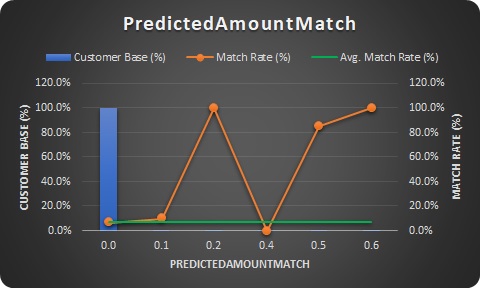 PredictedAmountMatch
Customer Base (%) Match Rate (%) Avg. Match Rate (%)
120.0% 120.0%
100.0% 100.0%
80.0% 80.0%
60.0% 60.0%
40.0% 40.0%
20.0% 20.0%
0.0% 0.0%
CUSTOMER BASE (%)
MATCH RATE (%)
0.0 0.1 0.2 0.4 0.5 0.6
PREDICTEDAMOUNTMATCH